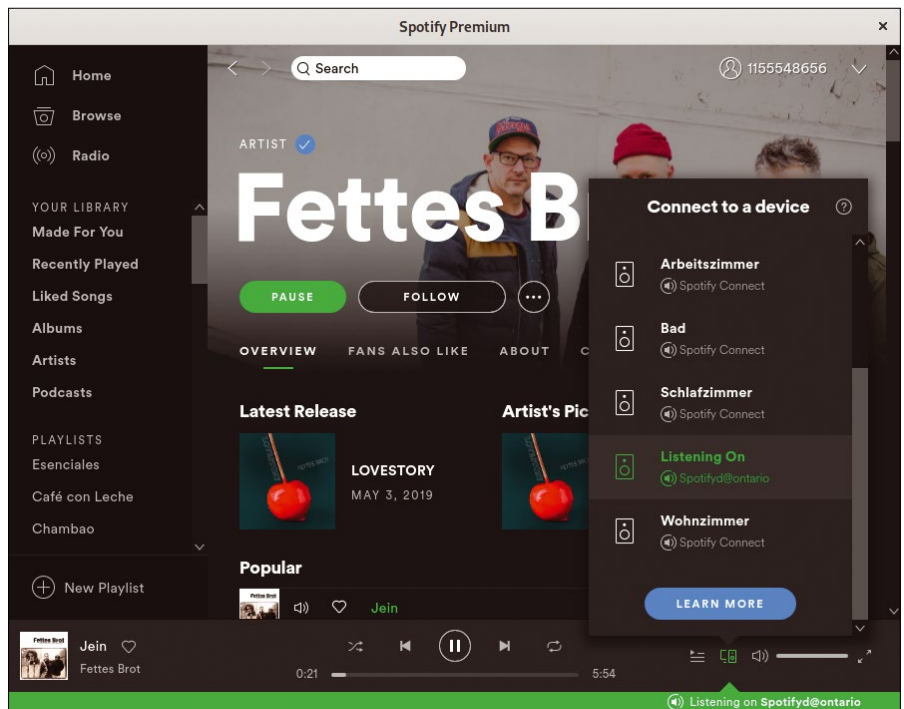 Spotify Premium ×
Home
Browse
Radio
YOUR LIBRARY
Made For You
Recently Played
Liked Songs
Albums
Artists
Podcasts
PLAYLISTS
Esenciales
Café con Leche
Chambao
New Playlist
Search
1155548656
ARTIST
Fettes B
PAUSE
FOLLOW
OVERVIEW FANS ALSO LIKE ABOUT C
Latest Release
LOVESTORY
MAY 3, 2019
Artist's Pic
Popular
Jein
Connect to a device ?
Arbeitszimmer
Spotify Connect
Bad
Spotify Connect
Schlafzimmer
Spotify Connect
Listening On
Spotifyd@ontario
Wohnzimmer
Spotify Connect
LEARN MORE
Fettes Brot
Jein
Fettes Brot
0:21
5:54
Listening on Spotifyd@ontario